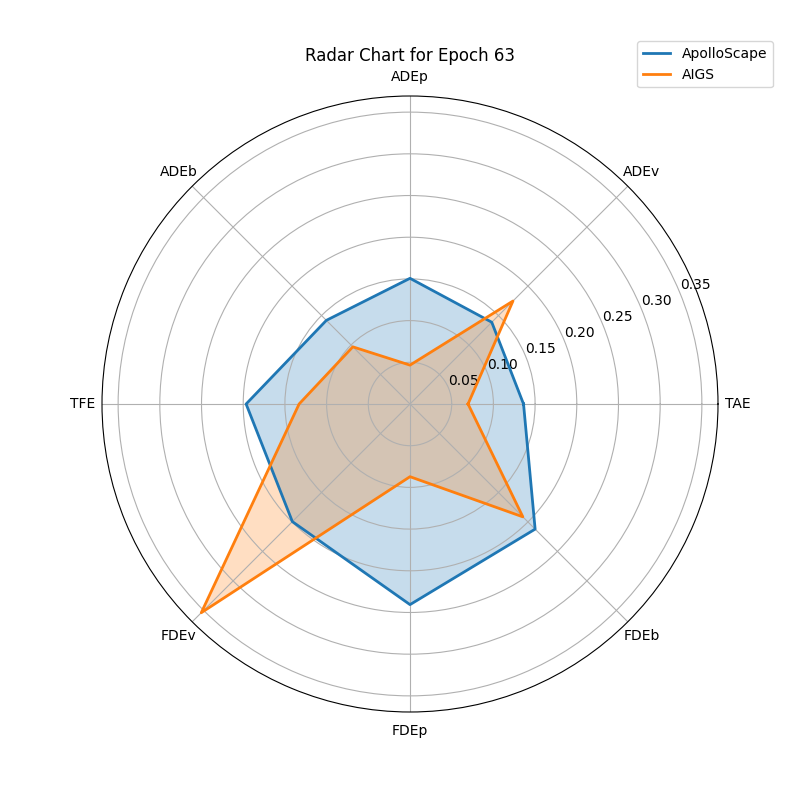 Radar Chart for Epoch 63
ApolloScape
AIGS
ADEp
ADEb
ADEv
0.35
0.30
0.25
0.20
0.15
0.10
0.05
TFE
TAE
FDEv
FDEb
FDEp